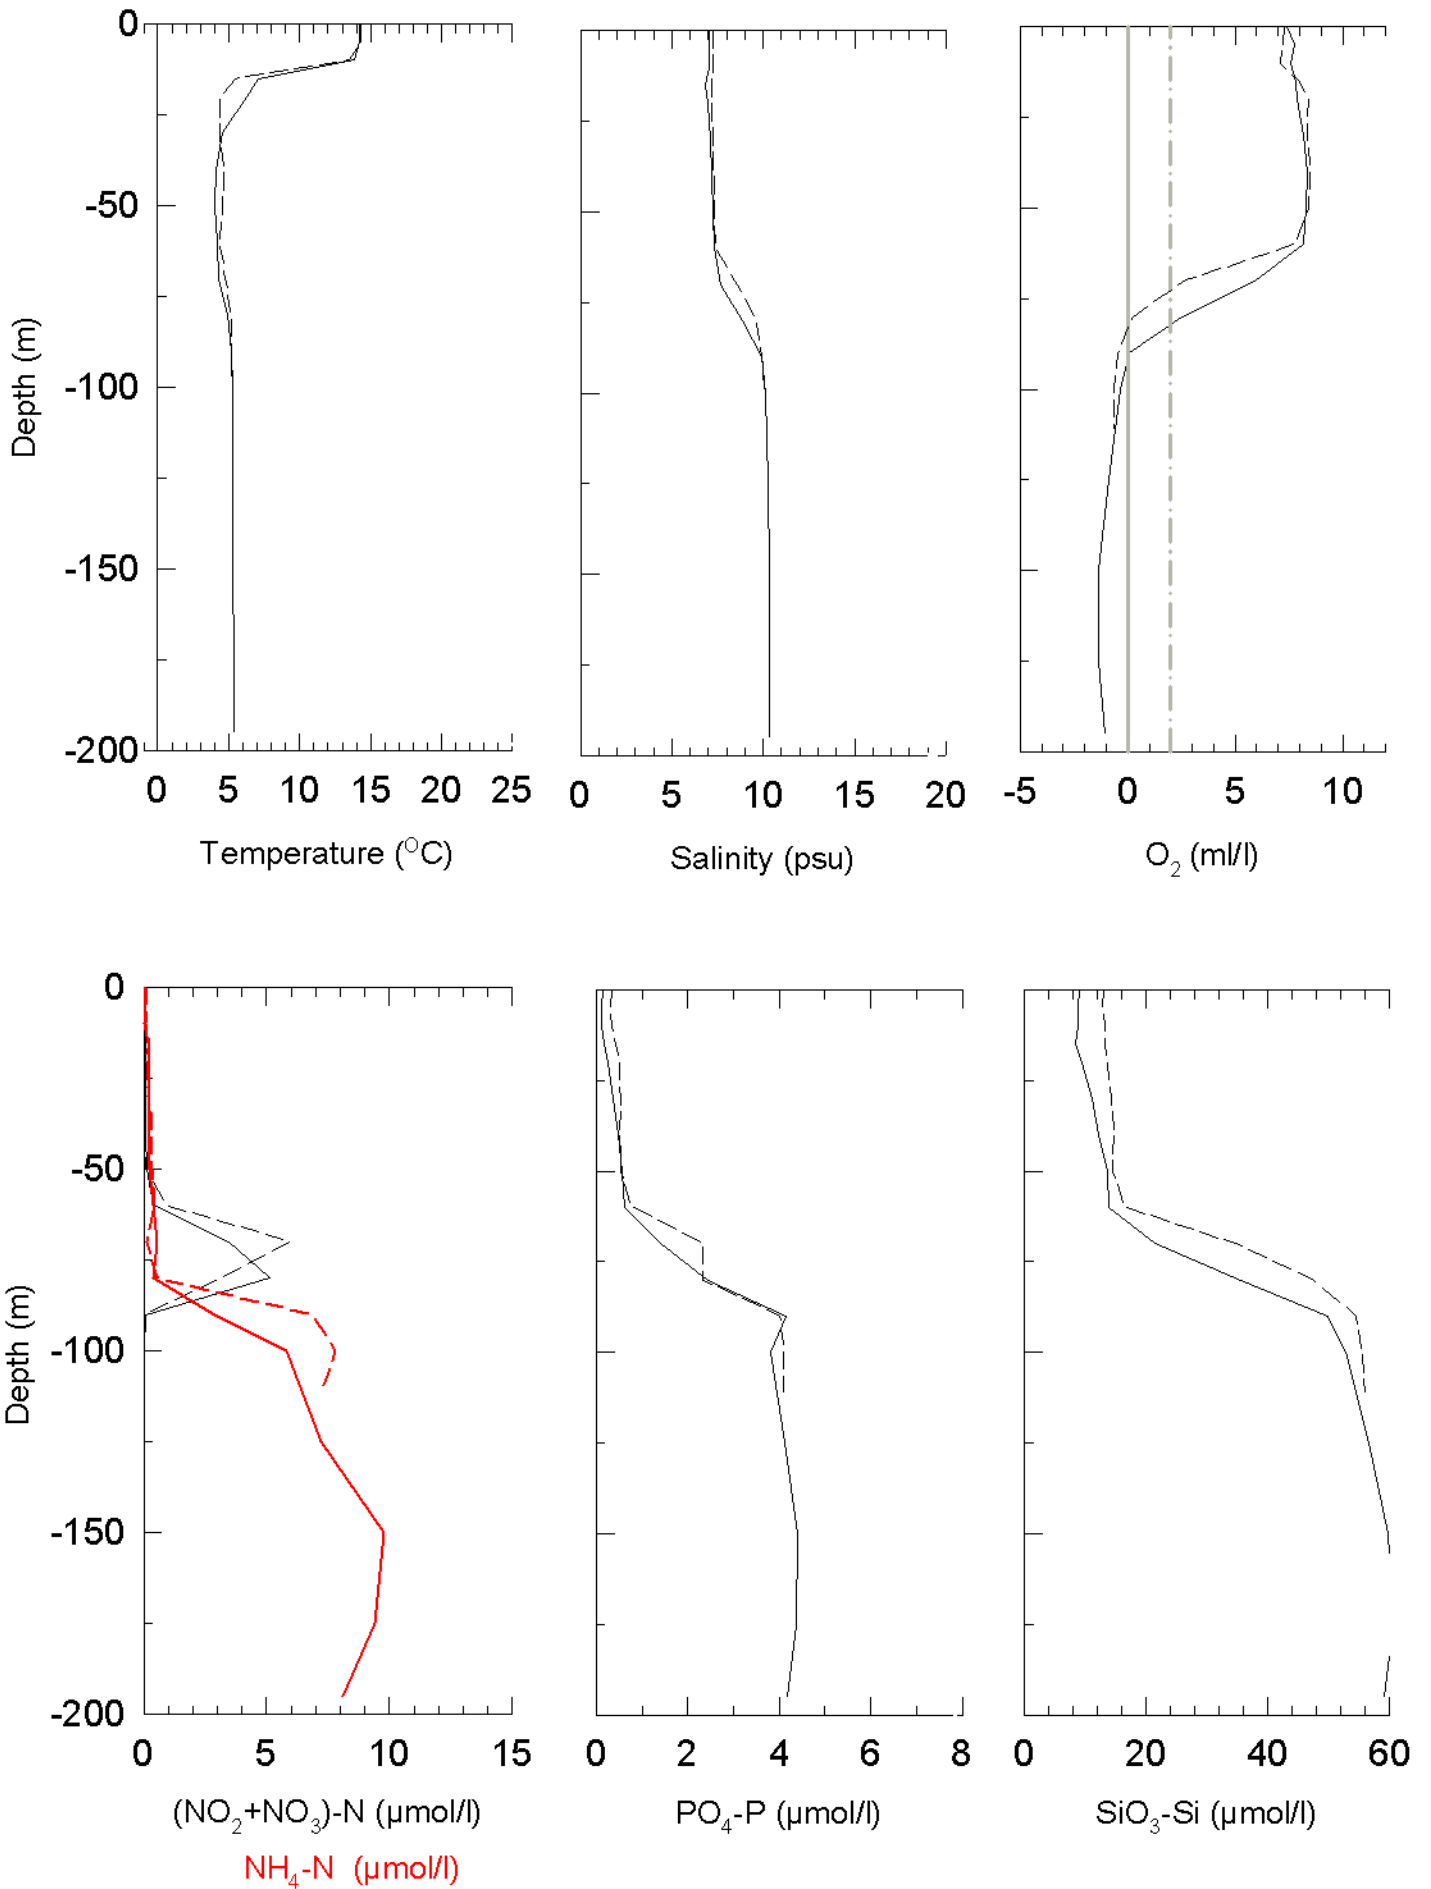 0
-50
-100
-150
-200
Depth (m)
0 5 10 15 20 25
Temperature (°C)
0 5 10 15 20
Salinity (psu)
-5 0 5 10
O₂ (ml/l)
0
-50
-100
-150
-200
Depth (m)
0 5 10 15
(NO₂+NO₃)-N (µmol/l)
NH₄-N (µmol/l)
0 2 4 6 8
PO₄-P (µmol/l)
0 20 40 60
SiO₃-Si (µmol/l)